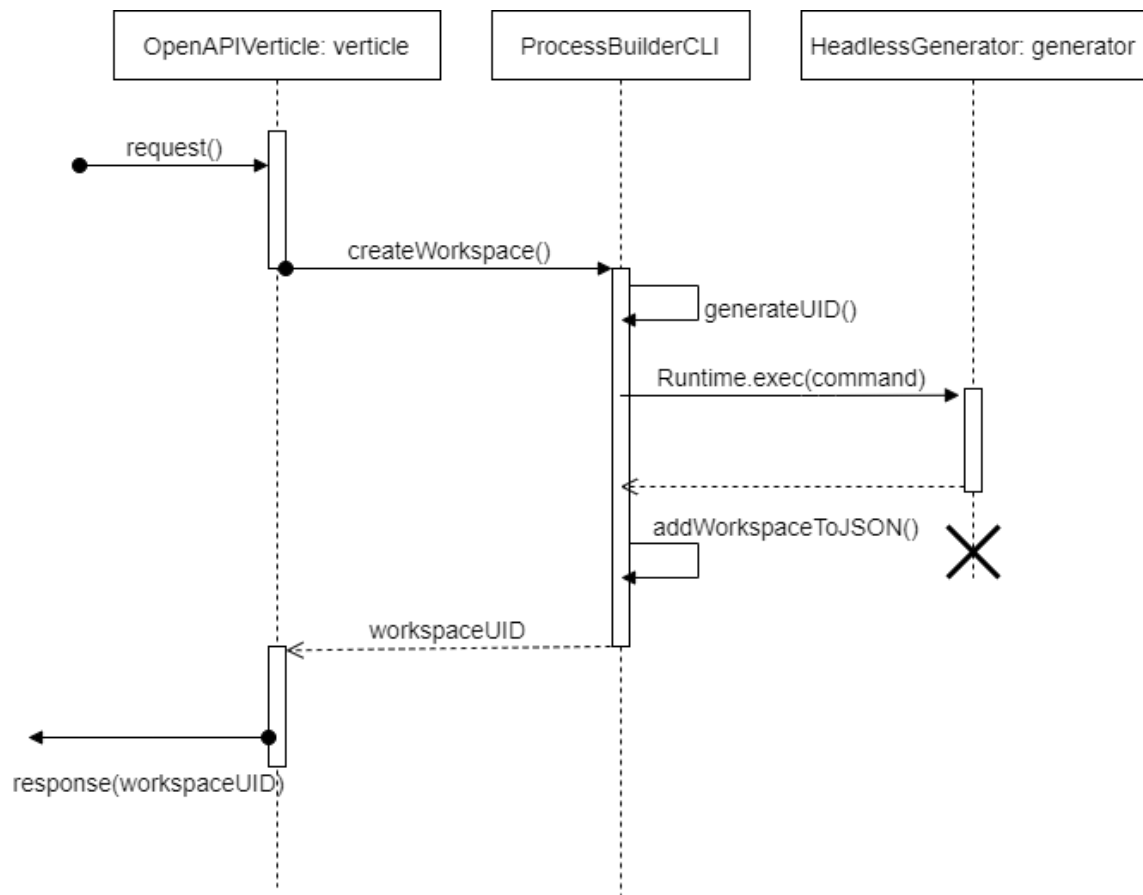 OpenAPIVerticle: verticle
ProcessBuilderCLI
HeadlessGenerator: generator
request()
createWorkspace()
generateUID()
Runtime.exec(command)
addWorkspaceToJSON()
workspaceUID
response(workspaceUID)